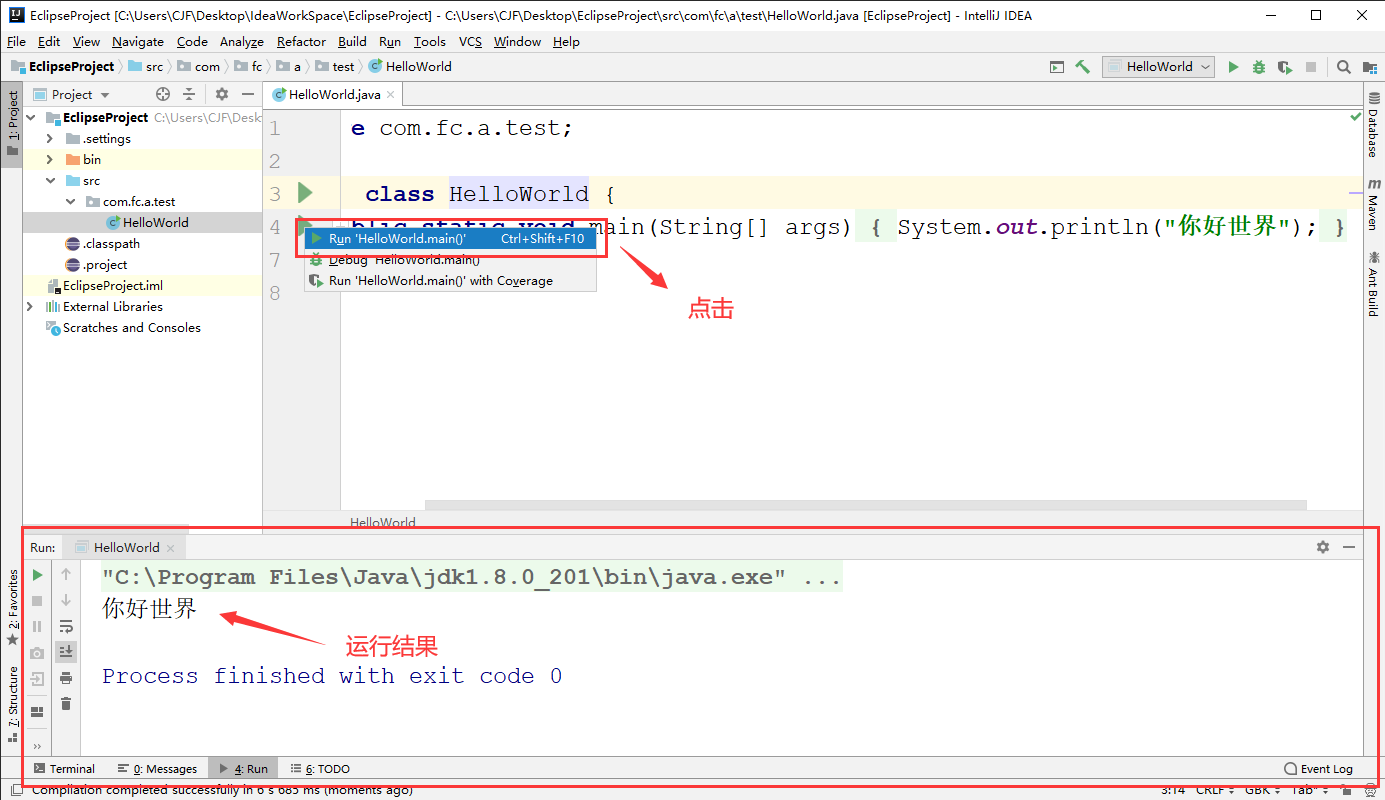 EclipseProject [C:\Users\CJF\Desktop\IdeaWorkSpace\EclipseProject] - C:\Users\CJF\Desktop\EclipseProject\src\com\fc\a\test\HelloWorld.java [EclipseProject] - IntelliJ IDEA
File Edit View Navigate Code Analyze Refactor Build Run Tools VCS Window Help
EclipseProject src com fc a test HelloWorld HelloWorld
Project HelloWorld.java
1: Project
EclipseProject C:\Users\CJF\Desk
.settings
bin
src
com.fc.a.test
HelloWorld
.classpath
.project
EclipseProject.iml
External Libraries
Scratches and Consoles
1 e com.fc.a.test;
2
3 class HelloWorld {
4 blic static void main(String[] args) { System.out.println("你好世界"); }
7
8
Run 'HelloWorld.main()' Ctrl+Shift+F10
Debug 'HelloWorld.main()'
Run 'HelloWorld.main()' with Coverage
点击
HelloWorld
Database
Maven
Ant Build
Run: HelloWorld
"C:\Program Files\Java\jdk1.8.0_201\bin\java.exe" ...
你好世界
运行结果
Process finished with exit code 0
2: Favorites
7: Structure
Terminal 0: Messages 4: Run 6: TODO Event Log
Compilation completed successfully in 6 s 685 ms (moments ago) 3:14 CRLF GBK Tab*